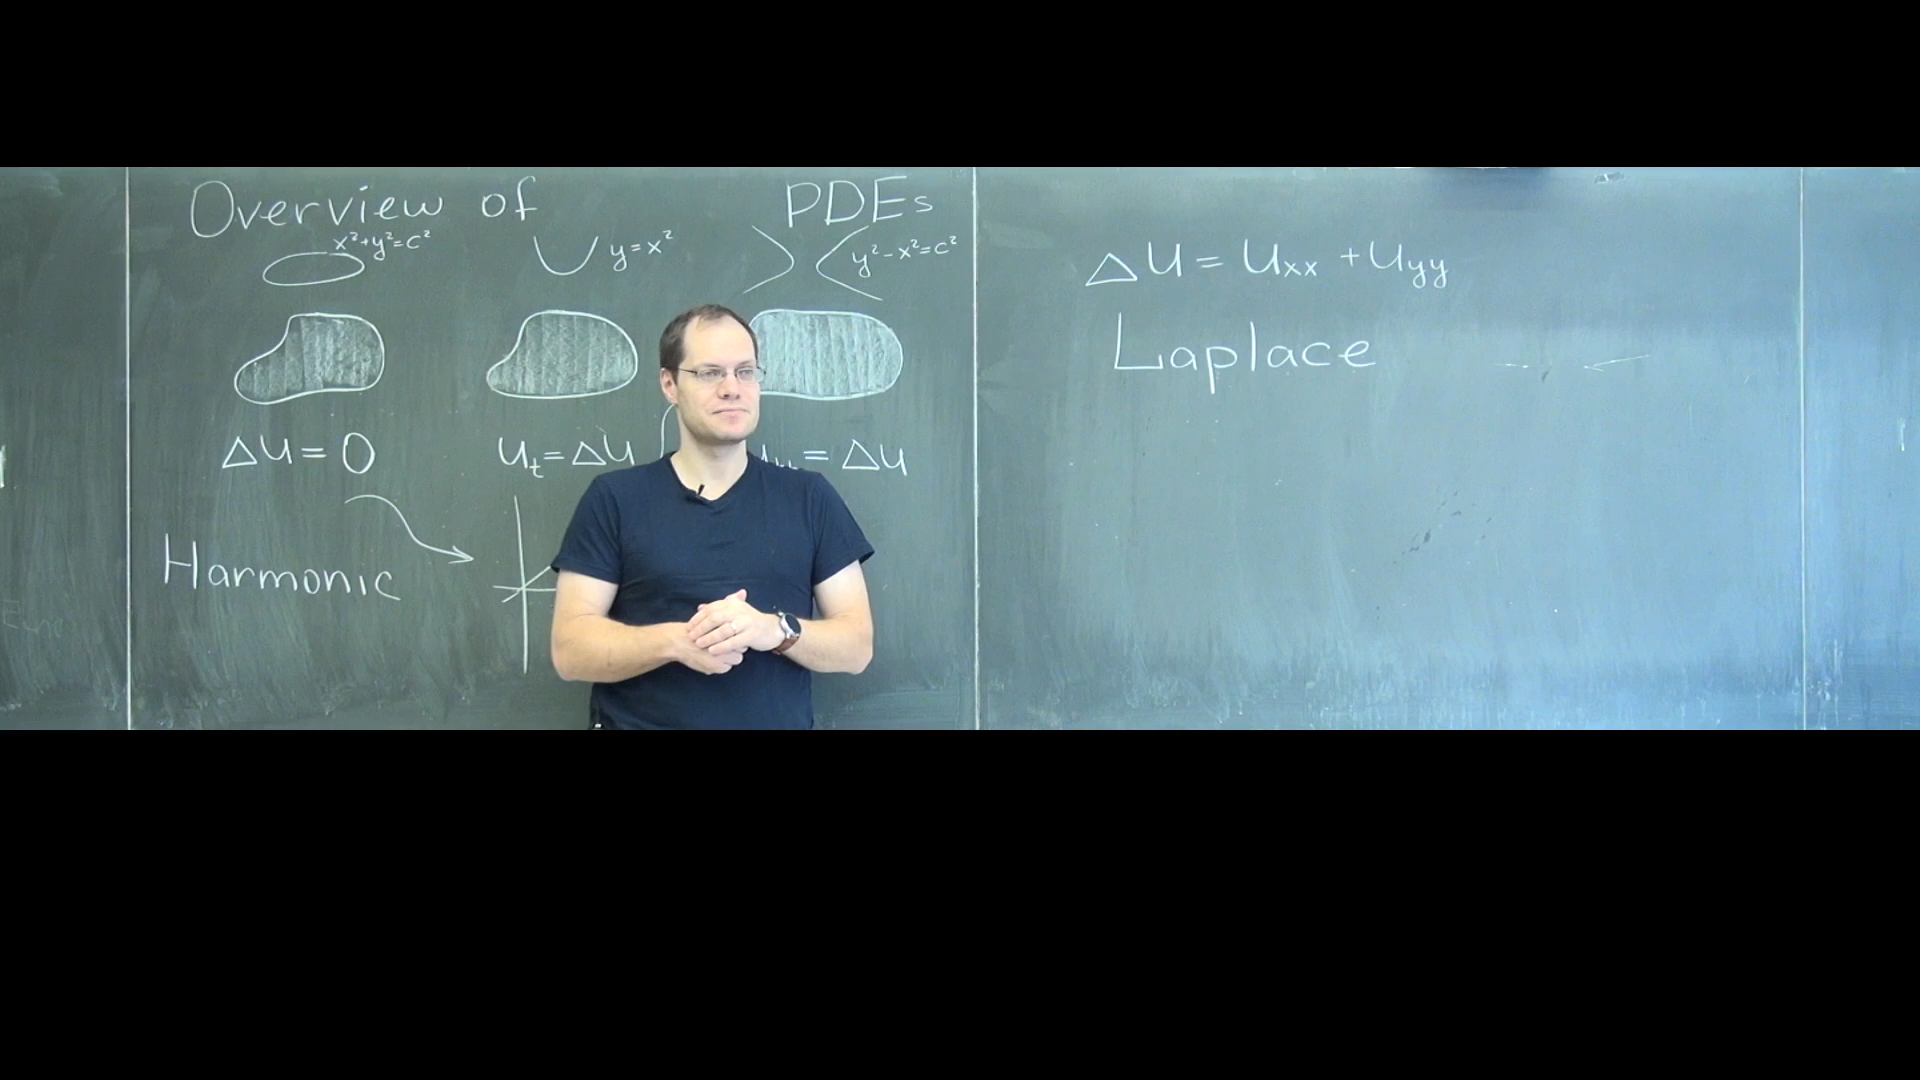 Overview of PDEs
x²+y²=c²
y=x²
y²-x²=c²
ΔU=0
Ut=ΔU
= ΔU
Harmonic
ΔU=Uxx+Uyy
Laplace